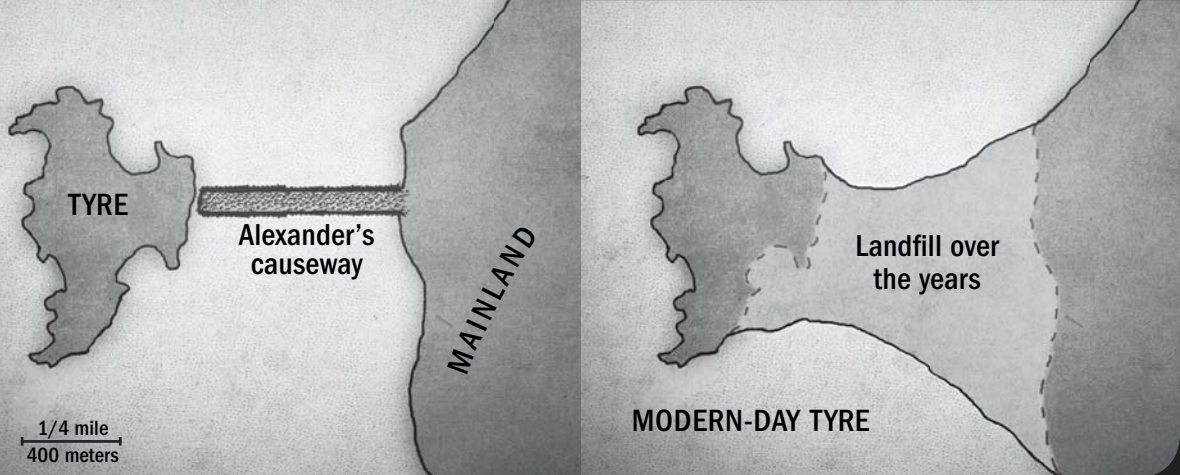 TYRE
Alexander's
causeway
MAINLAND
1/4 mile
400 meters
Landfill over
the years
MODERN-DAY TYRE